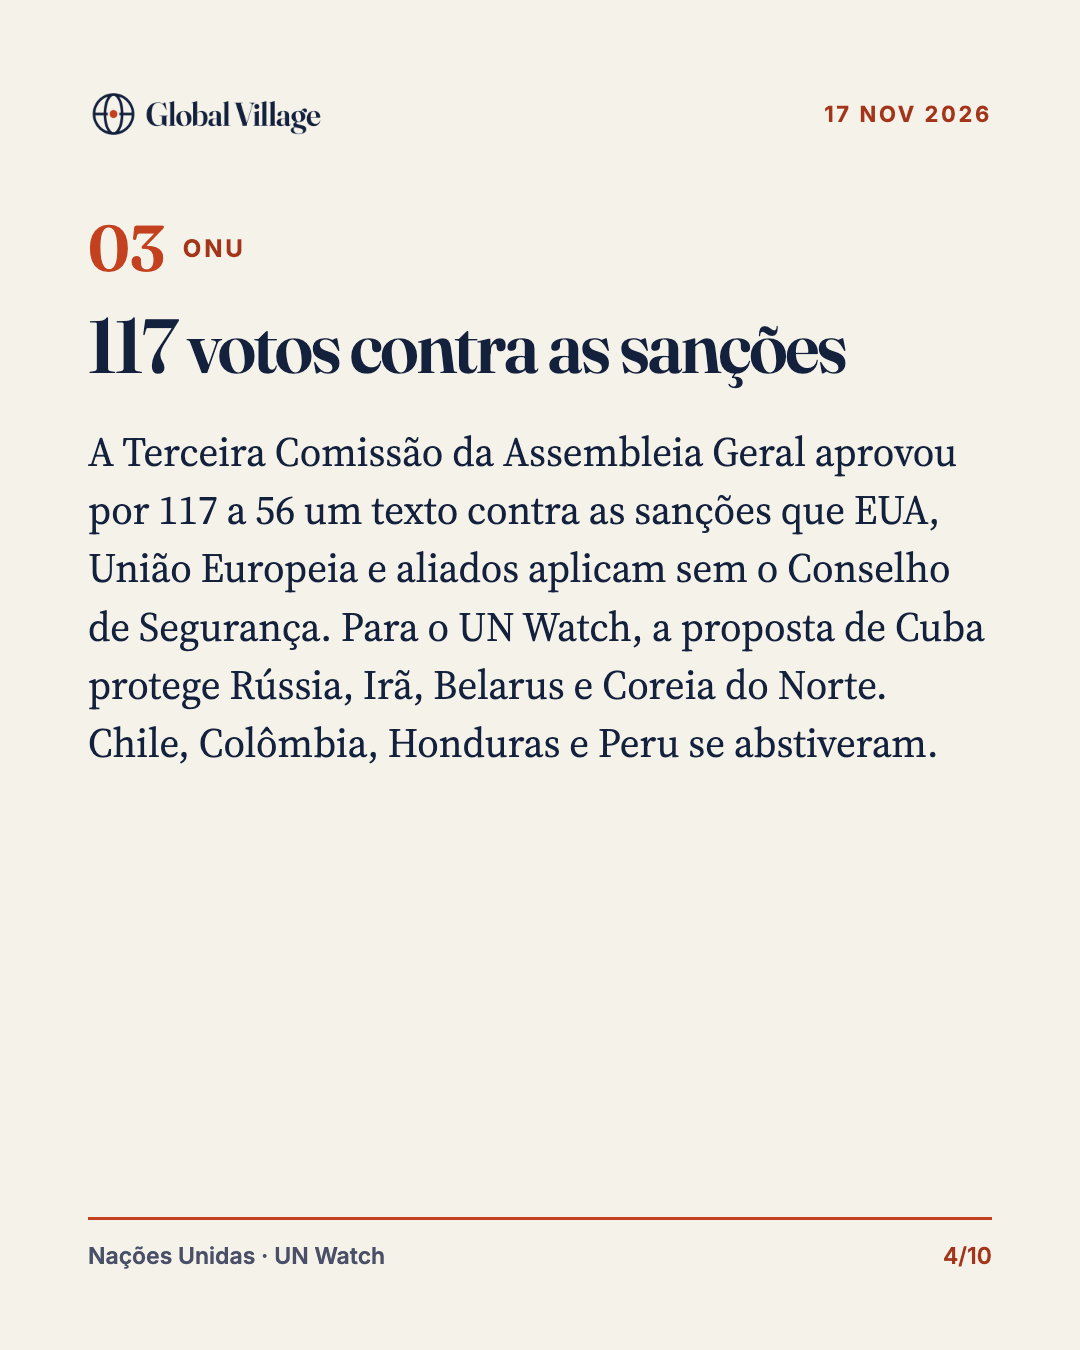 Global Village
17 NOV 2026
03 ONU
117 votos contra as sanções
A Terceira Comissão da Assembleia Geral aprovou
por 117 a 56 um texto contra as sanções que EUA,
União Europeia e aliados aplicam sem o Conselho
de Segurança. Para o UN Watch, a proposta de Cuba
protege Rússia, Irã, Belarus e Coreia do Norte.
Chile, Colômbia, Honduras e Peru se abstiveram.
Nações Unidas · UN Watch
4/10